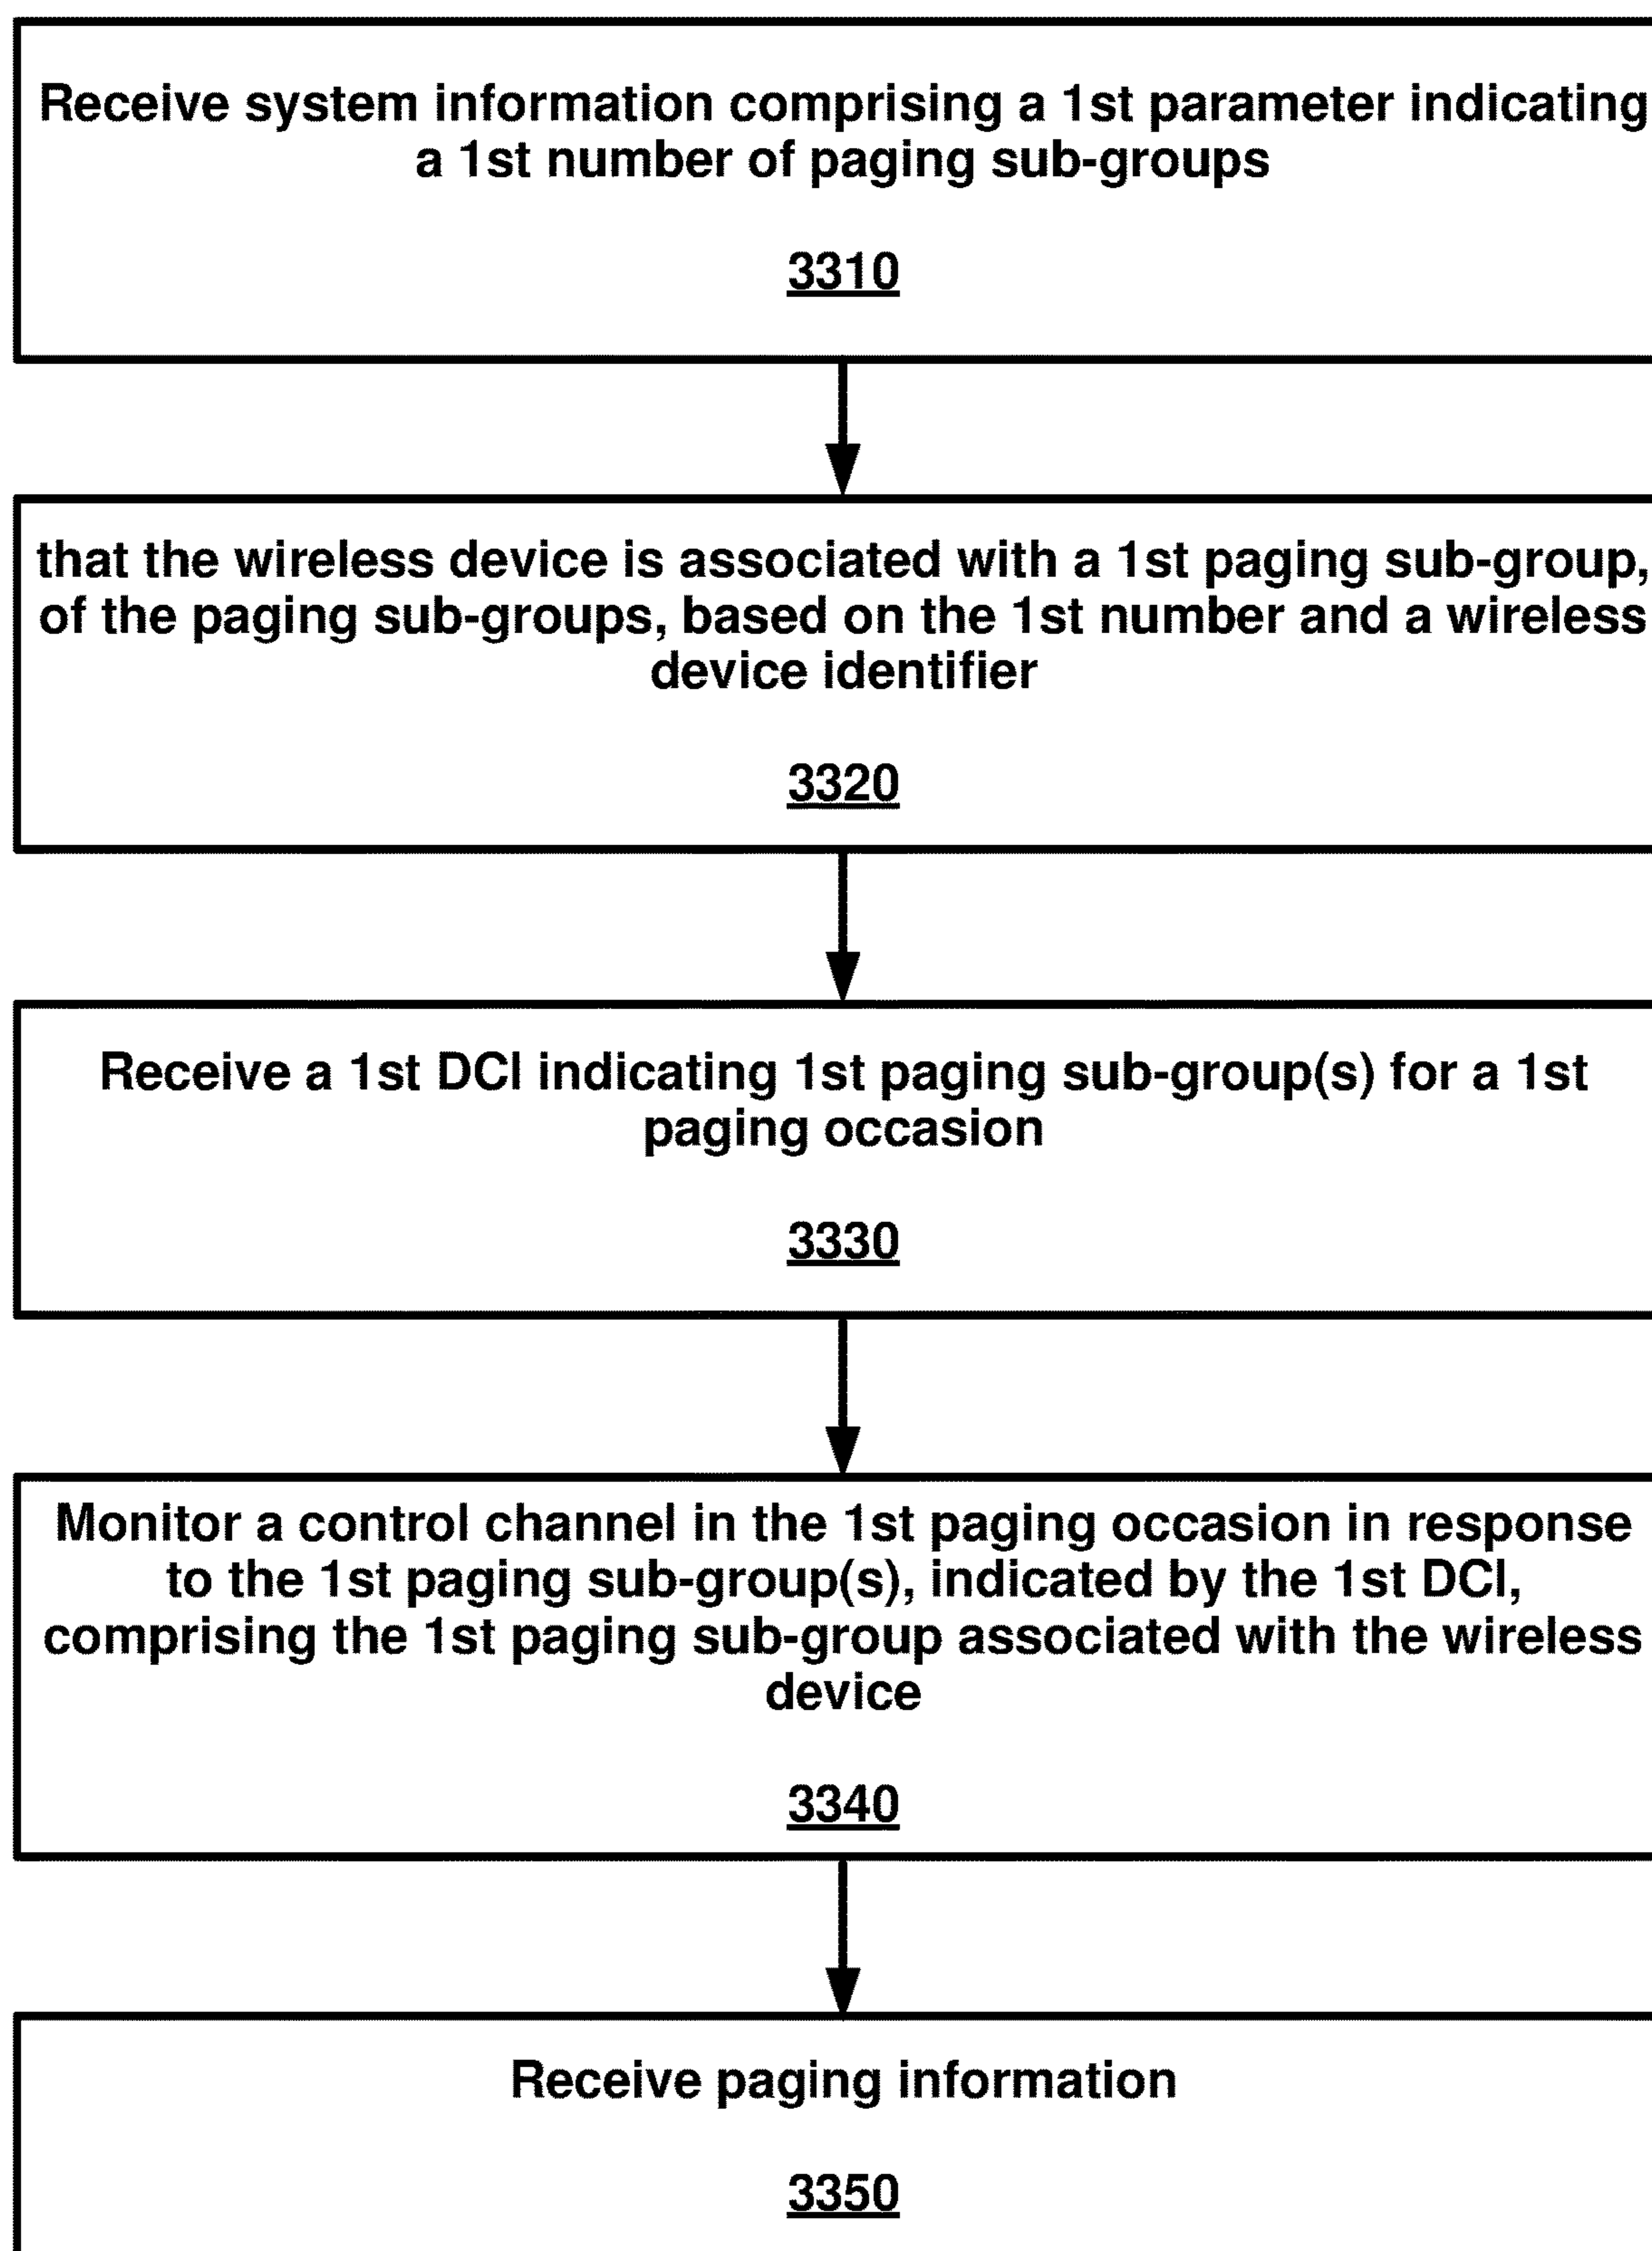 Receive system information comprising a 1st parameter indicating
a 1st number of paging sub-groups
3310
that the wireless device is associated with a 1st paging sub-group,
of the paging sub-groups, based on the 1st number and a wireless
device identifier
3320
Receive a 1st DCI indicating 1st paging sub-group(s) for a 1st
paging occasion
3330
Monitor a control channel in the 1st paging occasion in response
to the 1st paging sub-group(s), indicated by the 1st DCI,
comprising the 1st paging sub-group associated with the wireless
device
3340
Receive paging information
3350